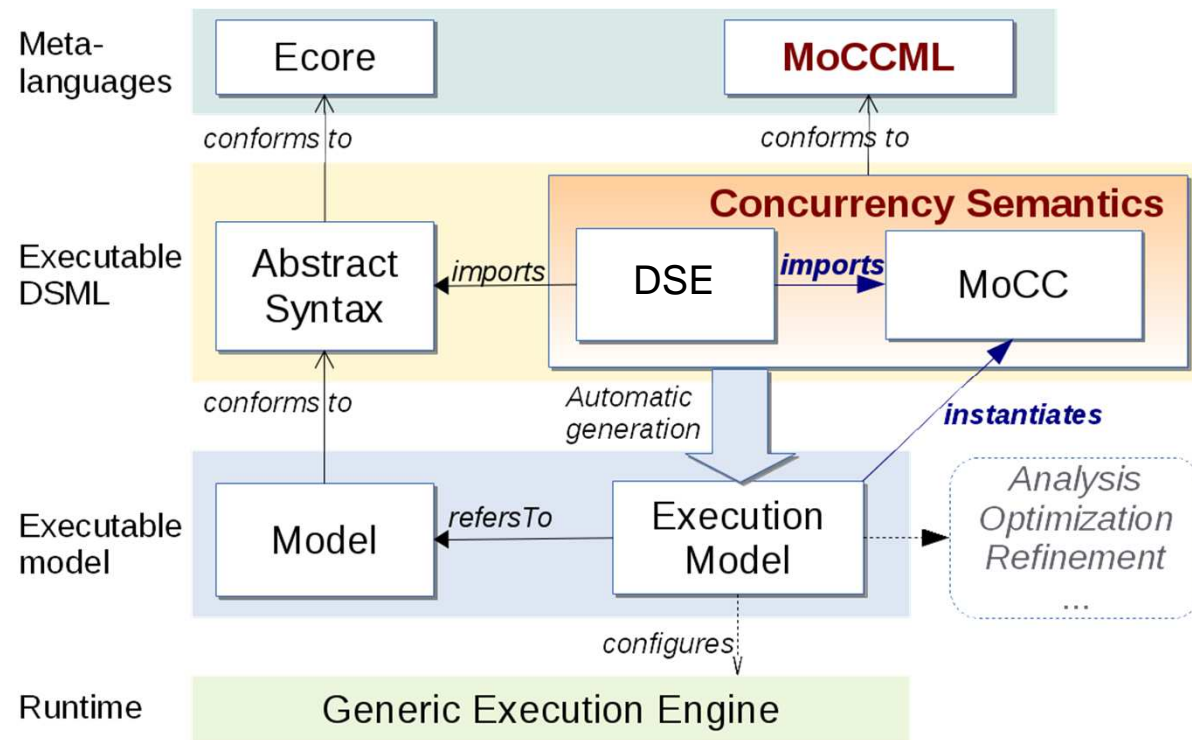 Meta-
languages
Ecore
MoCCML
conforms to
conforms to
Concurrency Semantics
Executable
DSML
Abstract
Syntax
imports
DSE
imports
MoCC
conforms to
Automatic
generation
instantiates
Executable
model
Model
refersTo
Execution
Model
Analysis
Optimization
Refinement
...
configures
Runtime
Generic Execution Engine